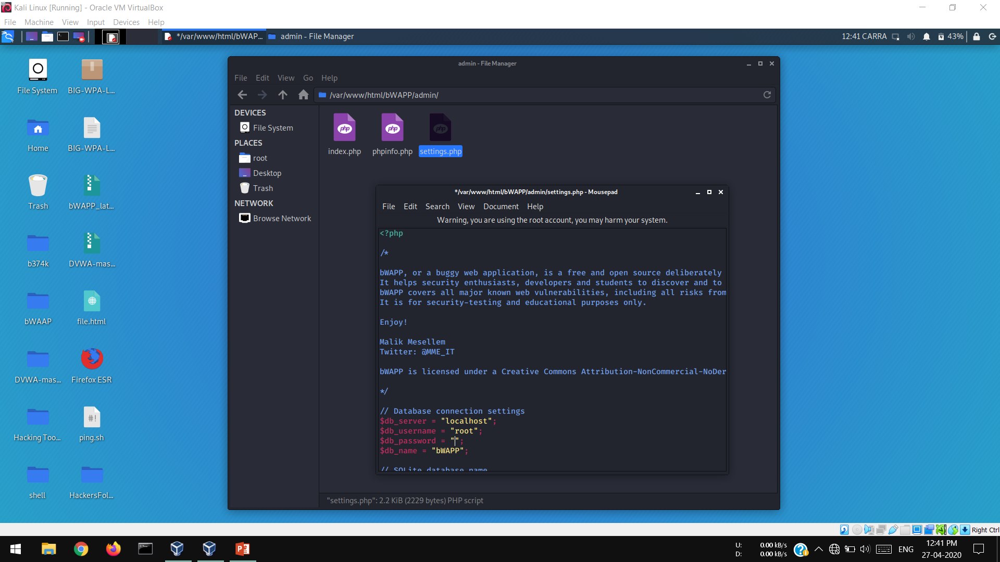 Kali Linux [Running] - Oracle VM VirtualBox
File Machine View Input Devices Help
*/var/www/html/bWAP... admin - File Manager 12:41 CARRA 43%
File System
BIG-WPA-L...
Home
BIG-WPA-L...
Trash
bWAPP_lat...
b374k
DVWA-mas...
bWAAP
file.html
DVWA-mas...
Firefox ESR
Hacking Too...
ping.sh
shell
HackersFol...
admin - File Manager
File Edit View Go Help
/var/www/html/bWAPP/admin/
DEVICES
File System
PLACES
root
Desktop
Trash
NETWORK
Browse Network
php php php
index.php phpinfo.php settings.php
*/var/www/html/bWAPP/admin/settings.php - Mousepad
File Edit Search View Document Help
Warning, you are using the root account, you may harm your system.
<?php
/*
bWAPP, or a buggy web application, is a free and open source deliberately
It helps security enthusiasts, developers and students to discover and to
bWAPP covers all major known web vulnerabilities, including all risks from
It is for security-testing and educational purposes only.
Enjoy!
Malik Mesellem
Twitter: @MME_IT
bWAPP is licensed under a Creative Commons Attribution-NonCommercial-NoDer
*/
// Database connection settings
$db_server = "localhost";
$db_username = "root";
$db_password = "";
$db_name = "bWAPP";
// SQLite database name
"settings.php": 2.2 KiB (2229 bytes) PHP script
Right Ctrl
U: 0.00 kB/s
D: 0.00 kB/s
ENG
12:41 PM
27-04-2020